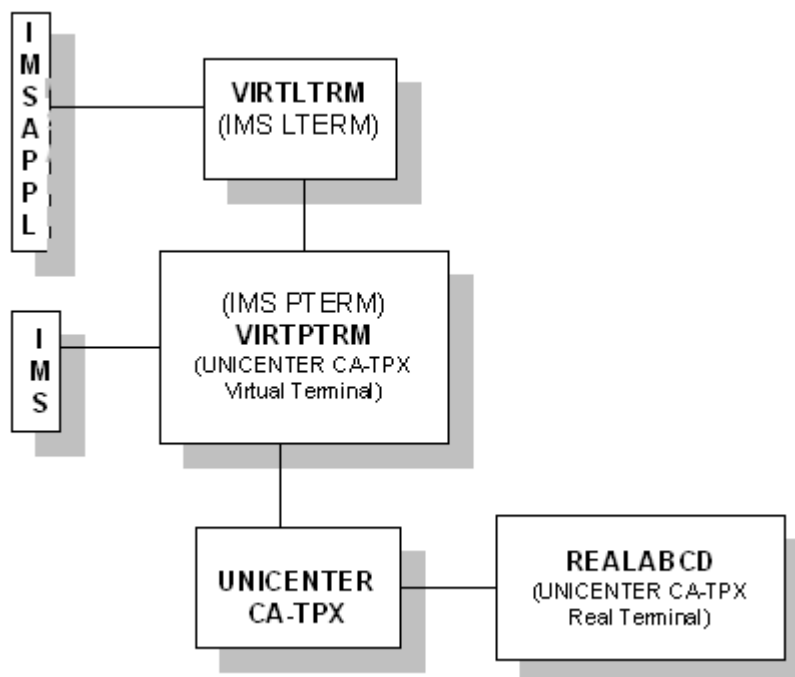 I
M
S
A
P
P
L
VIRTLTRM
(IMS LTERM)
(IMS PTERM)
VIRTPTRM
(UNICENTER CA-TPX
Virtual Terminal)
I
M
S
UNICENTER
CA-TPX
REALABCD
(UNICENTER CA-TPX
Real Terminal)